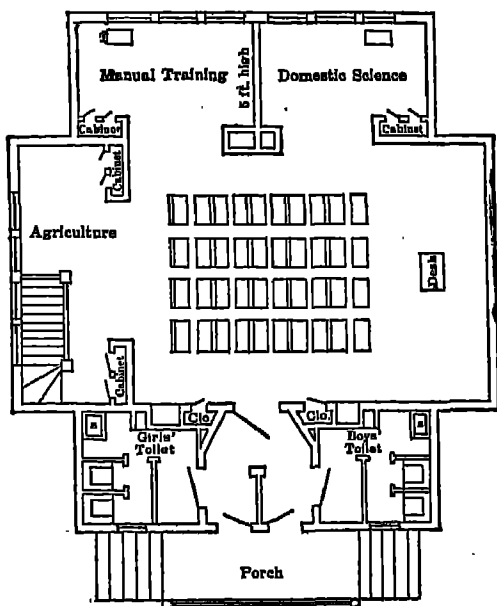 Manual Training
5 ft. high
Domestic Science
Cabinet
Cabinet
Cabinet
Agriculture
Desk
Cabinet
Clo.
Clo.
Girls'
Toilet
Boys
Toilet
Porch